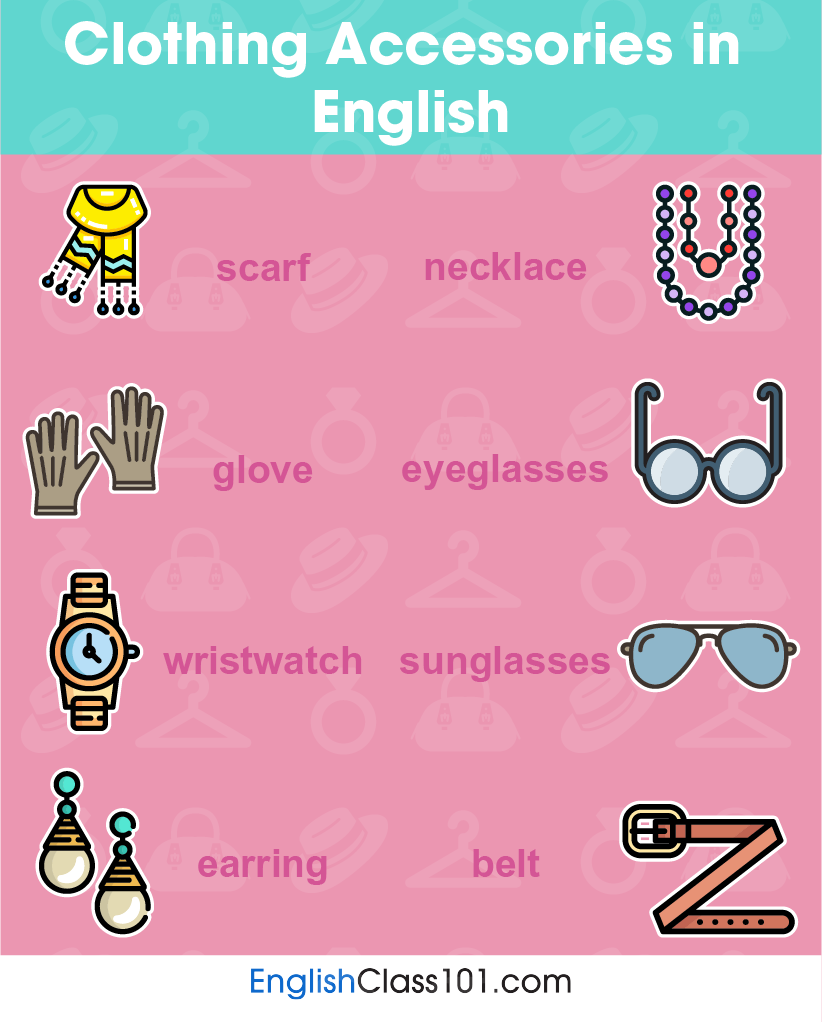 Clothing Accessories in
English
scarf
necklace
glove
eyeglasses
wristwatch
sunglasses
earring
belt
EnglishClass101.com